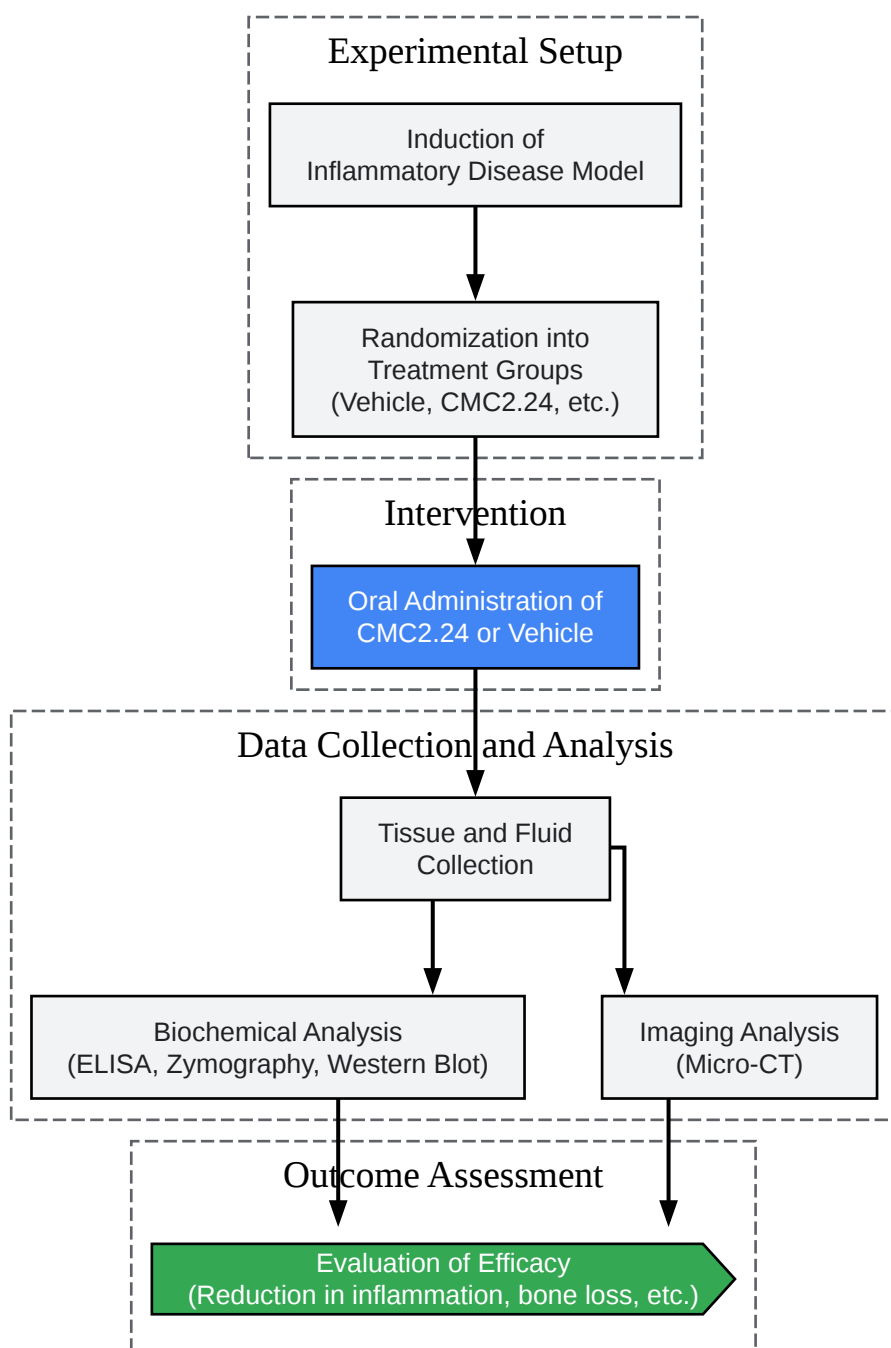 Experimental Setup
Induction of
Inflammatory Disease Model
Randomization into
Treatment Groups
(Vehicle, CMC2.24, etc.)
Intervention
Oral Administration of
CMC2.24 or Vehicle
Data Collection and Analysis
Tissue and Fluid
Collection
Biochemical Analysis
(ELISA, Zymography, Western Blot)
Imaging Analysis
(Micro-CT)
Outcome Assessment
Evaluation of Efficacy
(Reduction in inflammation, bone loss, etc.)